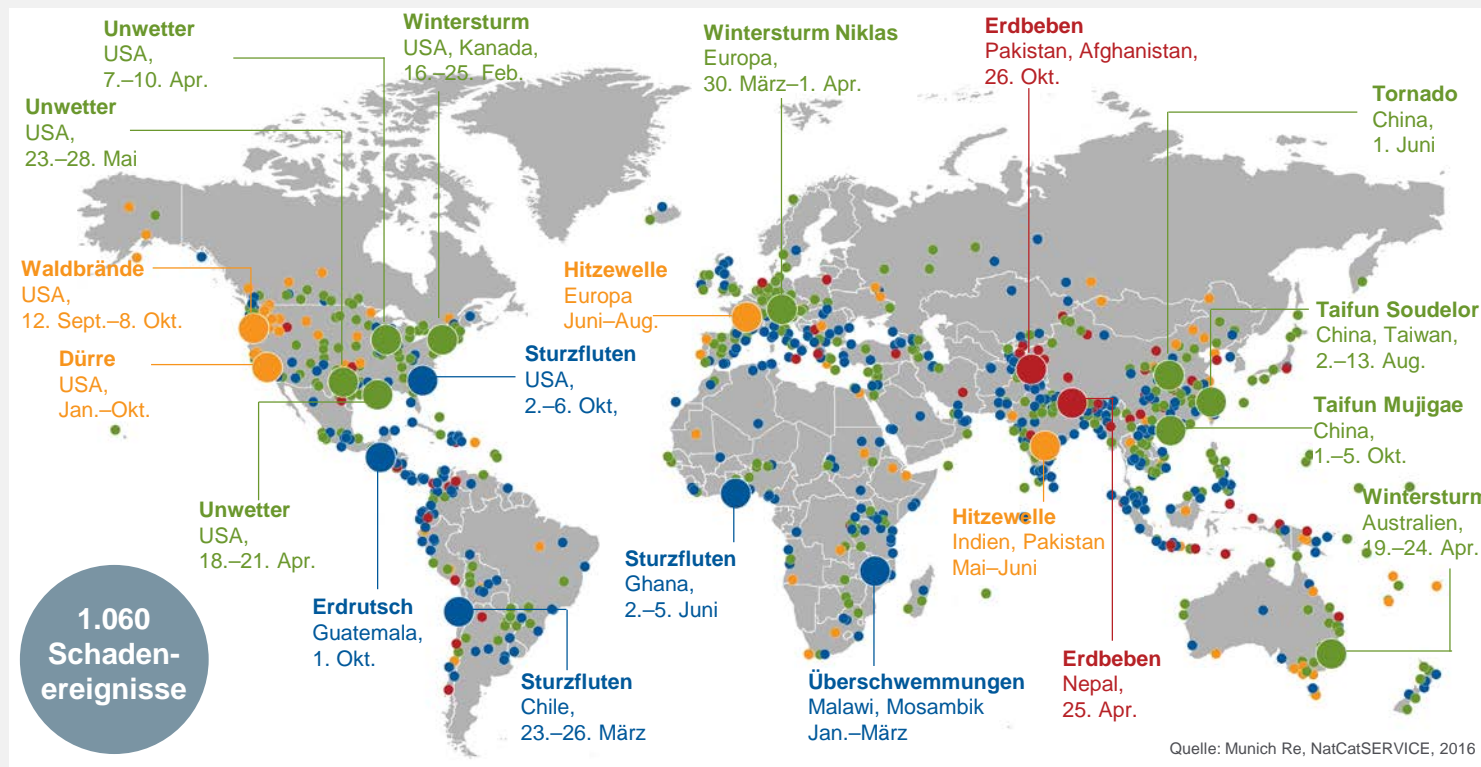 Unwetter
USA,
7.–10. Apr.
Wintersturm
USA, Kanada,
16.–25. Feb.
Wintersturm Niklas
Europa,
30. März–1. Apr.
Erdbeben
Pakistan, Afghanistan,
26. Okt.
Tornado
China,
1. Juni
Unwetter
USA,
23.–28. Mai
Waldbrände
USA,
12. Sept.–8. Okt.
Hitzewelle
Europa
Juni–Aug.
Taifun Soudelor
China, Taiwan,
2.–13. Aug.
Dürre
USA,
Jan.–Okt.
Sturzfluten
USA,
2.–6. Okt,
Taifun Mujigae
China,
1.–5. Okt.
Unwetter
USA,
18.–21. Apr.
Hitzewelle
Indien, Pakistan
Mai–Juni
Wintersturm
Australien,
19.–24. Apr.
Sturzfluten
Ghana,
2.–5. Juni
1.060
Schaden-
ereignisse
Erdrutsch
Guatemala,
1. Okt.
Sturzfluten
Chile,
23.–26. März
Überschwemmungen
Malawi, Mosambik
Jan.–März
Erdbeben
Nepal,
25. Apr.
Quelle: Munich Re, NatCatSERVICE, 2016